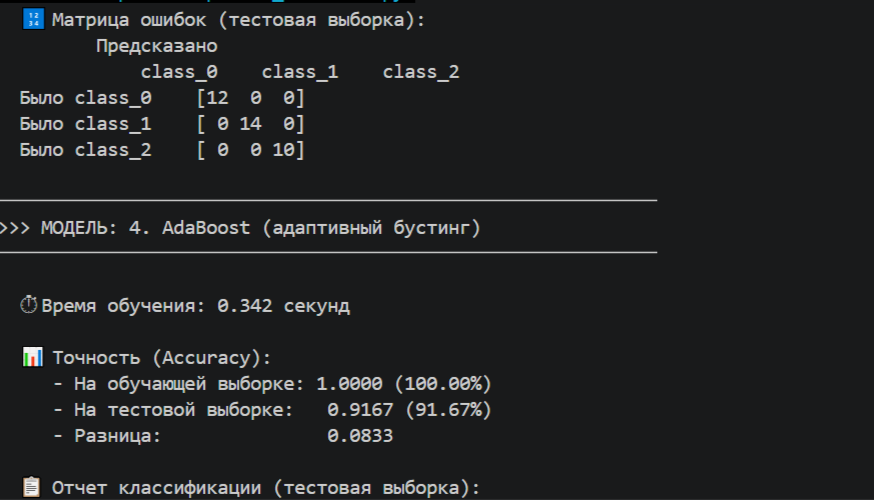 Матрица ошибок (тестовая выборка):
Предсказано
class_0 class_1 class_2
Было class_0 [12 0 0]
Было class_1 [ 0 14 0]
Было class_2 [ 0 0 10]
>>> МОДЕЛЬ: 4. AdaBoost (адаптивный бустинг)
Время обучения: 0.342 секунд
Точность (Accuracy):
- На обучающей выборке: 1.0000 (100.00%)
- На тестовой выборке: 0.9167 (91.67%)
- Разница: 0.0833
Отчет классификации (тестовая выборка):